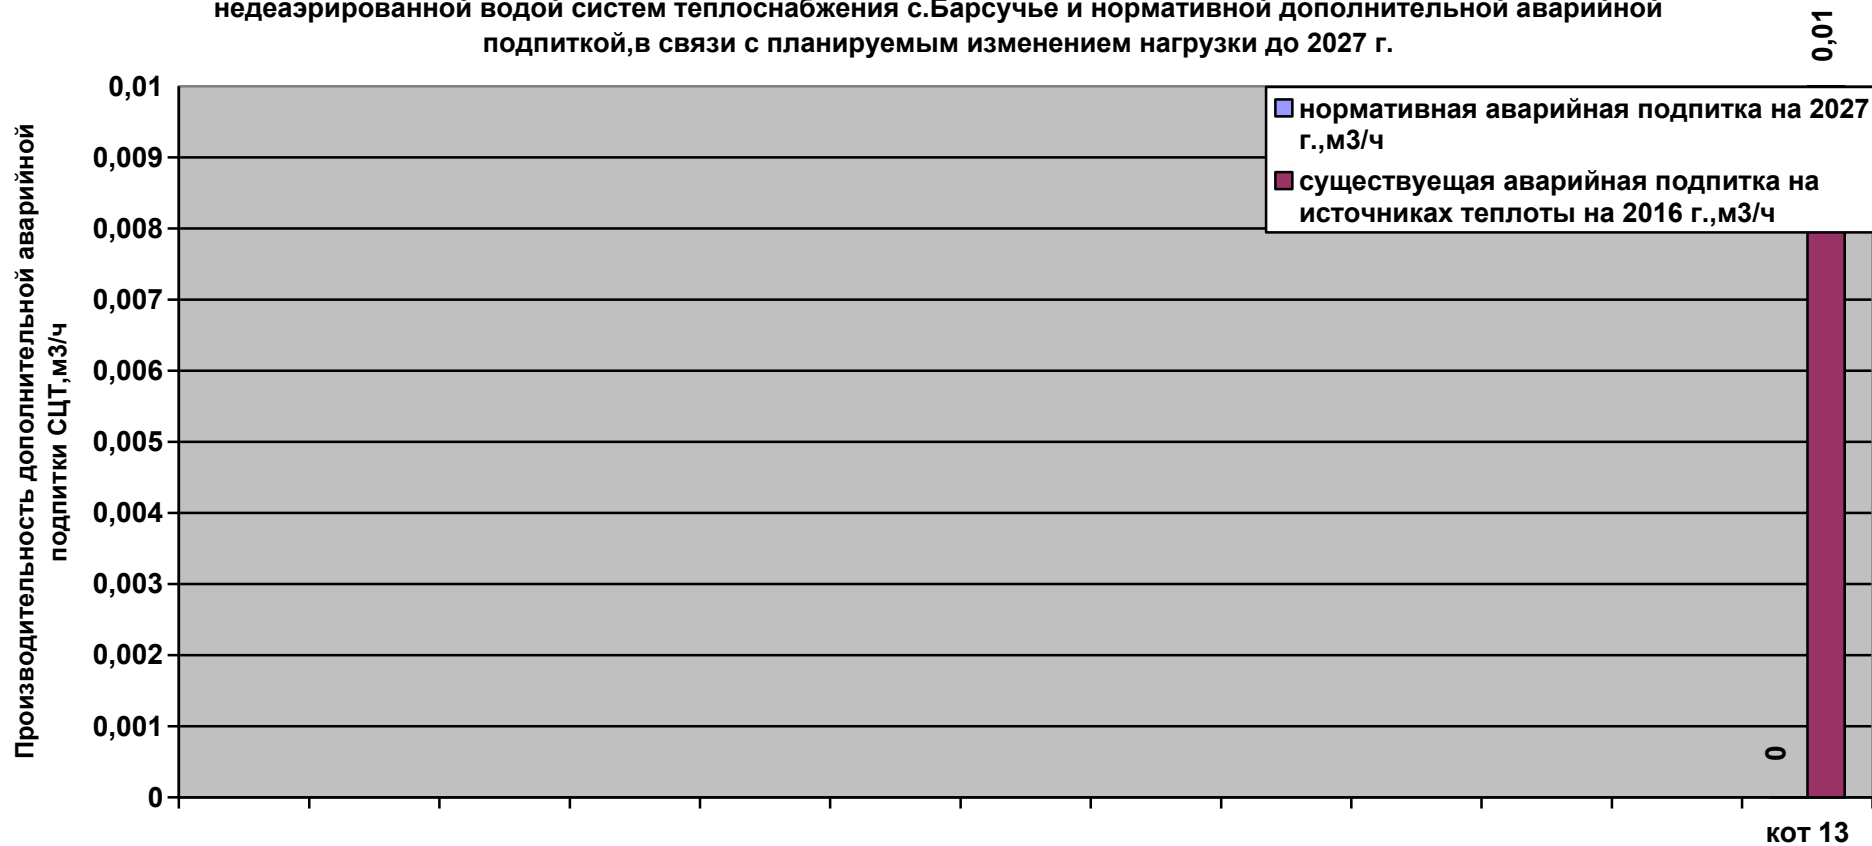 недеаэрированной водой систем теплоснабжения с.Барсучье и нормативной дополнительной аварийной
подпиткой,в связи с планируемым изменением нагрузки до 2027 г.
0,01
нормативная аварийная подпитка на 2027
г.,м3/ч
существуещая аварийная подпитка на
источниках теплоты на 2016 г.,м3/ч
Производительность дополнительной аварийной
подпитки СЦТ,м3/ч
0,01
0,009
0,008
0,007
0,006
0,005
0,004
0,003
0,002
0,001
0
0
кот 13